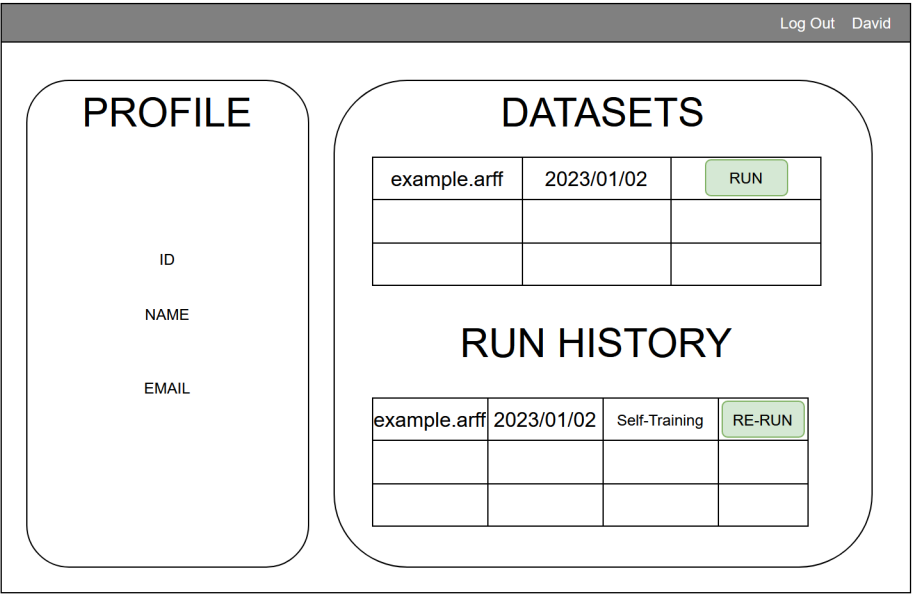 Log Out David
PROFILE
ID
NAME
EMAIL
DATASETS
example.arff 2023/01/02 RUN
RUN HISTORY
example.arff 2023/01/02 Self-Training RE-RUN